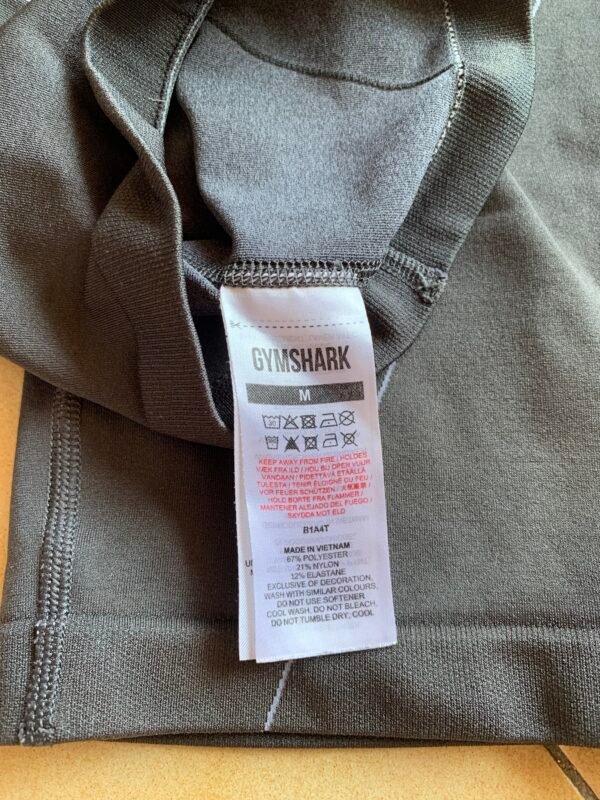 GYMSHARK
M
30
KEEP AWAY FROM FIRE / HOLDES
VÆK FRA ILD / HOU BIJ OPEN VUUR
VANDAAN / PIDETTÄVÄ ETÄÄLLÄ
TULESTA / TENIR ÉLOIGNÉ DU FEU /
VOR FEUER SCHÜTZEN /
HOLD BORTE FRA FLAMMER /
MANTENER ALEJADO DEL FUEGO /
SKYDDA MOT ELD
B1A4T
MADE IN VIETNAM
67% POLYESTER
21% NYLON
12% ELASTANE
EXCLUSIVE OF DECORATION.
WASH WITH SIMILAR COLOURS,
DO NOT USE SOFTENER
COOL WASH, DO NOT BLEACH,
DO NOT TUMBLE DRY, COOL